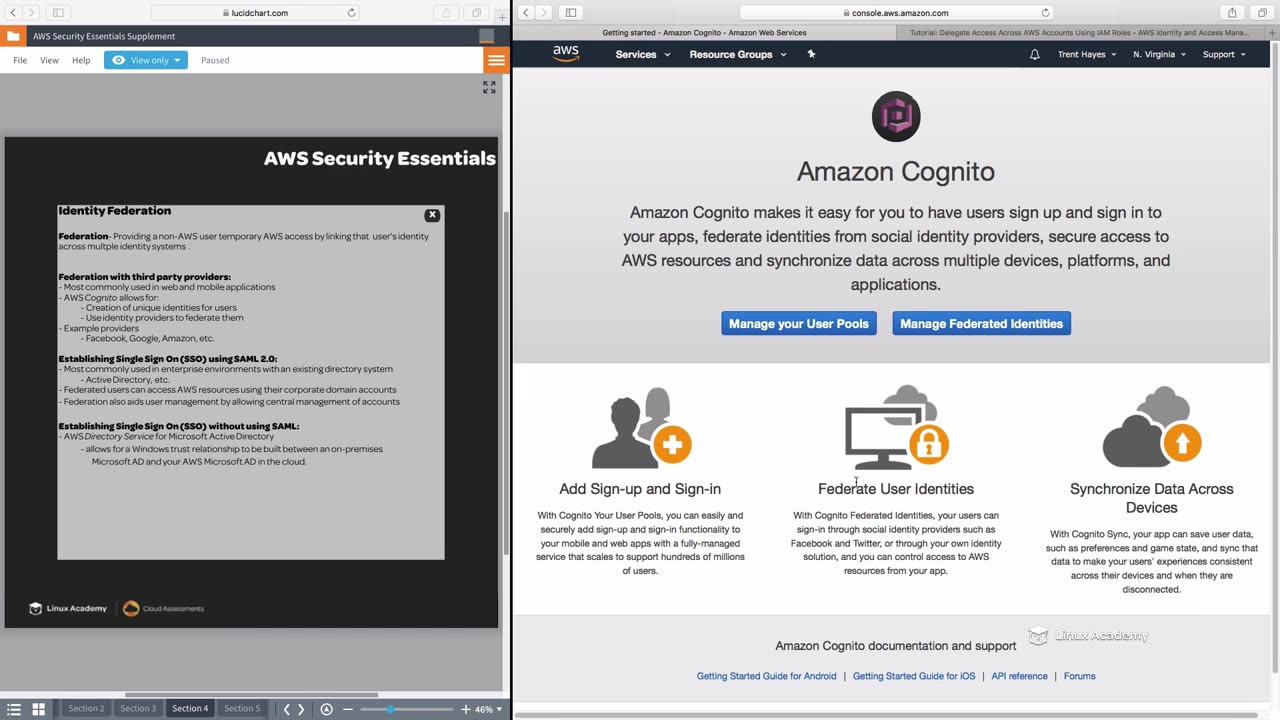 lucidchart.com
AWS Security Essentials Supplement
File View Help View only Paused
AWS Security Essentials
Identity Federation
X
Federation- Providing a non-AWS user temporary AWS access by linking that user's identity
across multple identity systems .
Federation with third party providers:
- Most commonly used in web and mobile applications
- AWS Cognito allows for:
- Creation of unique identities for users
- Use identity providers to federate them
- Example providers
- Facebook, Google, Amazon, etc.
Establishing Single Sign On (SSO) using SAML 2.0:
- Most commonly used in enterprise environments with an existing directory system
- Active Directory, etc.
- Federated users can access AWS resources using their corporate domain accounts
- Federation also aids user management by allowing central management of accounts
Establishing Single Sign On (SSO) without using SAML:
- AWS Directory Service for Microsoft Active Directory
- allows for a Windows trust relationship to be built between an on-premises
Microsoft AD and your AWS Microsoft AD in the cloud.
Linux Academy Cloud Assessments
Section 2 Section 3 Section 4 Section 5 46%
console.aws.amazon.com
Getting started - Amazon Cognito - Amazon Web Services
Tutorial: Delegate Access Across AWS Accounts Using IAM Roles - AWS Identity and Access Mana...
aws Services Resource Groups Trent Hayes N. Virginia Support
Amazon Cognito
Amazon Cognito makes it easy for you to have users sign up and sign in to
your apps, federate identities from social identity providers, secure access to
AWS resources and synchronize data across multiple devices, platforms, and
applications.
Manage your User Pools Manage Federated Identities
Add Sign-up and Sign-in
With Cognito Your User Pools, you can easily and
securely add sign-up and sign-in functionality to
your mobile and web apps with a fully-managed
service that scales to support hundreds of millions
of users.
Federate User Identities
With Cognito Federated Identities, your users can
sign-in through social identity providers such as
Facebook and Twitter, or through your own identity
solution, and you can control access to AWS
resources from your app.
Synchronize Data Across
Devices
With Cognito Sync, your app can save user data,
such as preferences and game state, and sync that
data to make your users' experiences consistent
across their devices and when they are
disconnected.
Amazon Cognito documentation and support
Linux Academy
Getting Started Guide for Android | Getting Started Guide for iOS | API reference | Forums